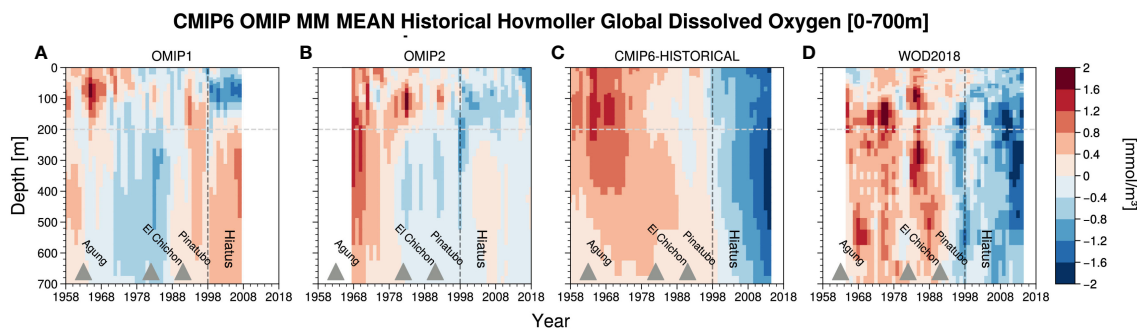 CMIP6 OMIP MM MEAN Historical Hovmoller Global Dissolved Oxygen [0-700m]
A OMIP1 B OMIP2 C CMIP6-HISTORICAL D WOD2018
0
100
200
300
400
500
600
700
Depth [m]
Agung El Chichon Pinatubo Hiatus
Agung El Chichon Pinatubo Hiatus
Agung El Chichon Pinatubo Hiatus
Agung El Chichon Pinatubo Hiatus
1958 1968 1978 1988 1998 2008 2018
1958 1968 1978 1988 1998 2008 2018
1958 1968 1978 1988 1998 2008 2018
1958 1968 1978 1988 1998 2008 2018
Year
2
1.6
1.2
0.8
0.4
0
−0.4
−0.8
−1.2
−1.6
−2
[mmol/m³]